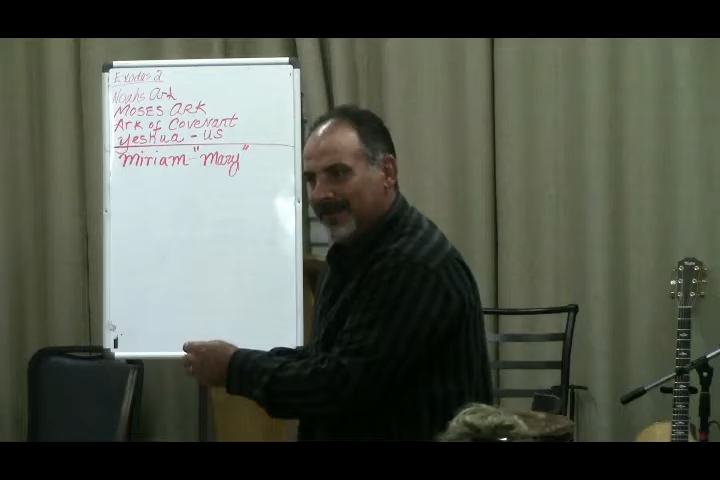 Exodus 2
Noahs Ark
MOSES ARK
Ark of Covenant
Yeshua - US
Miriam "Mary"